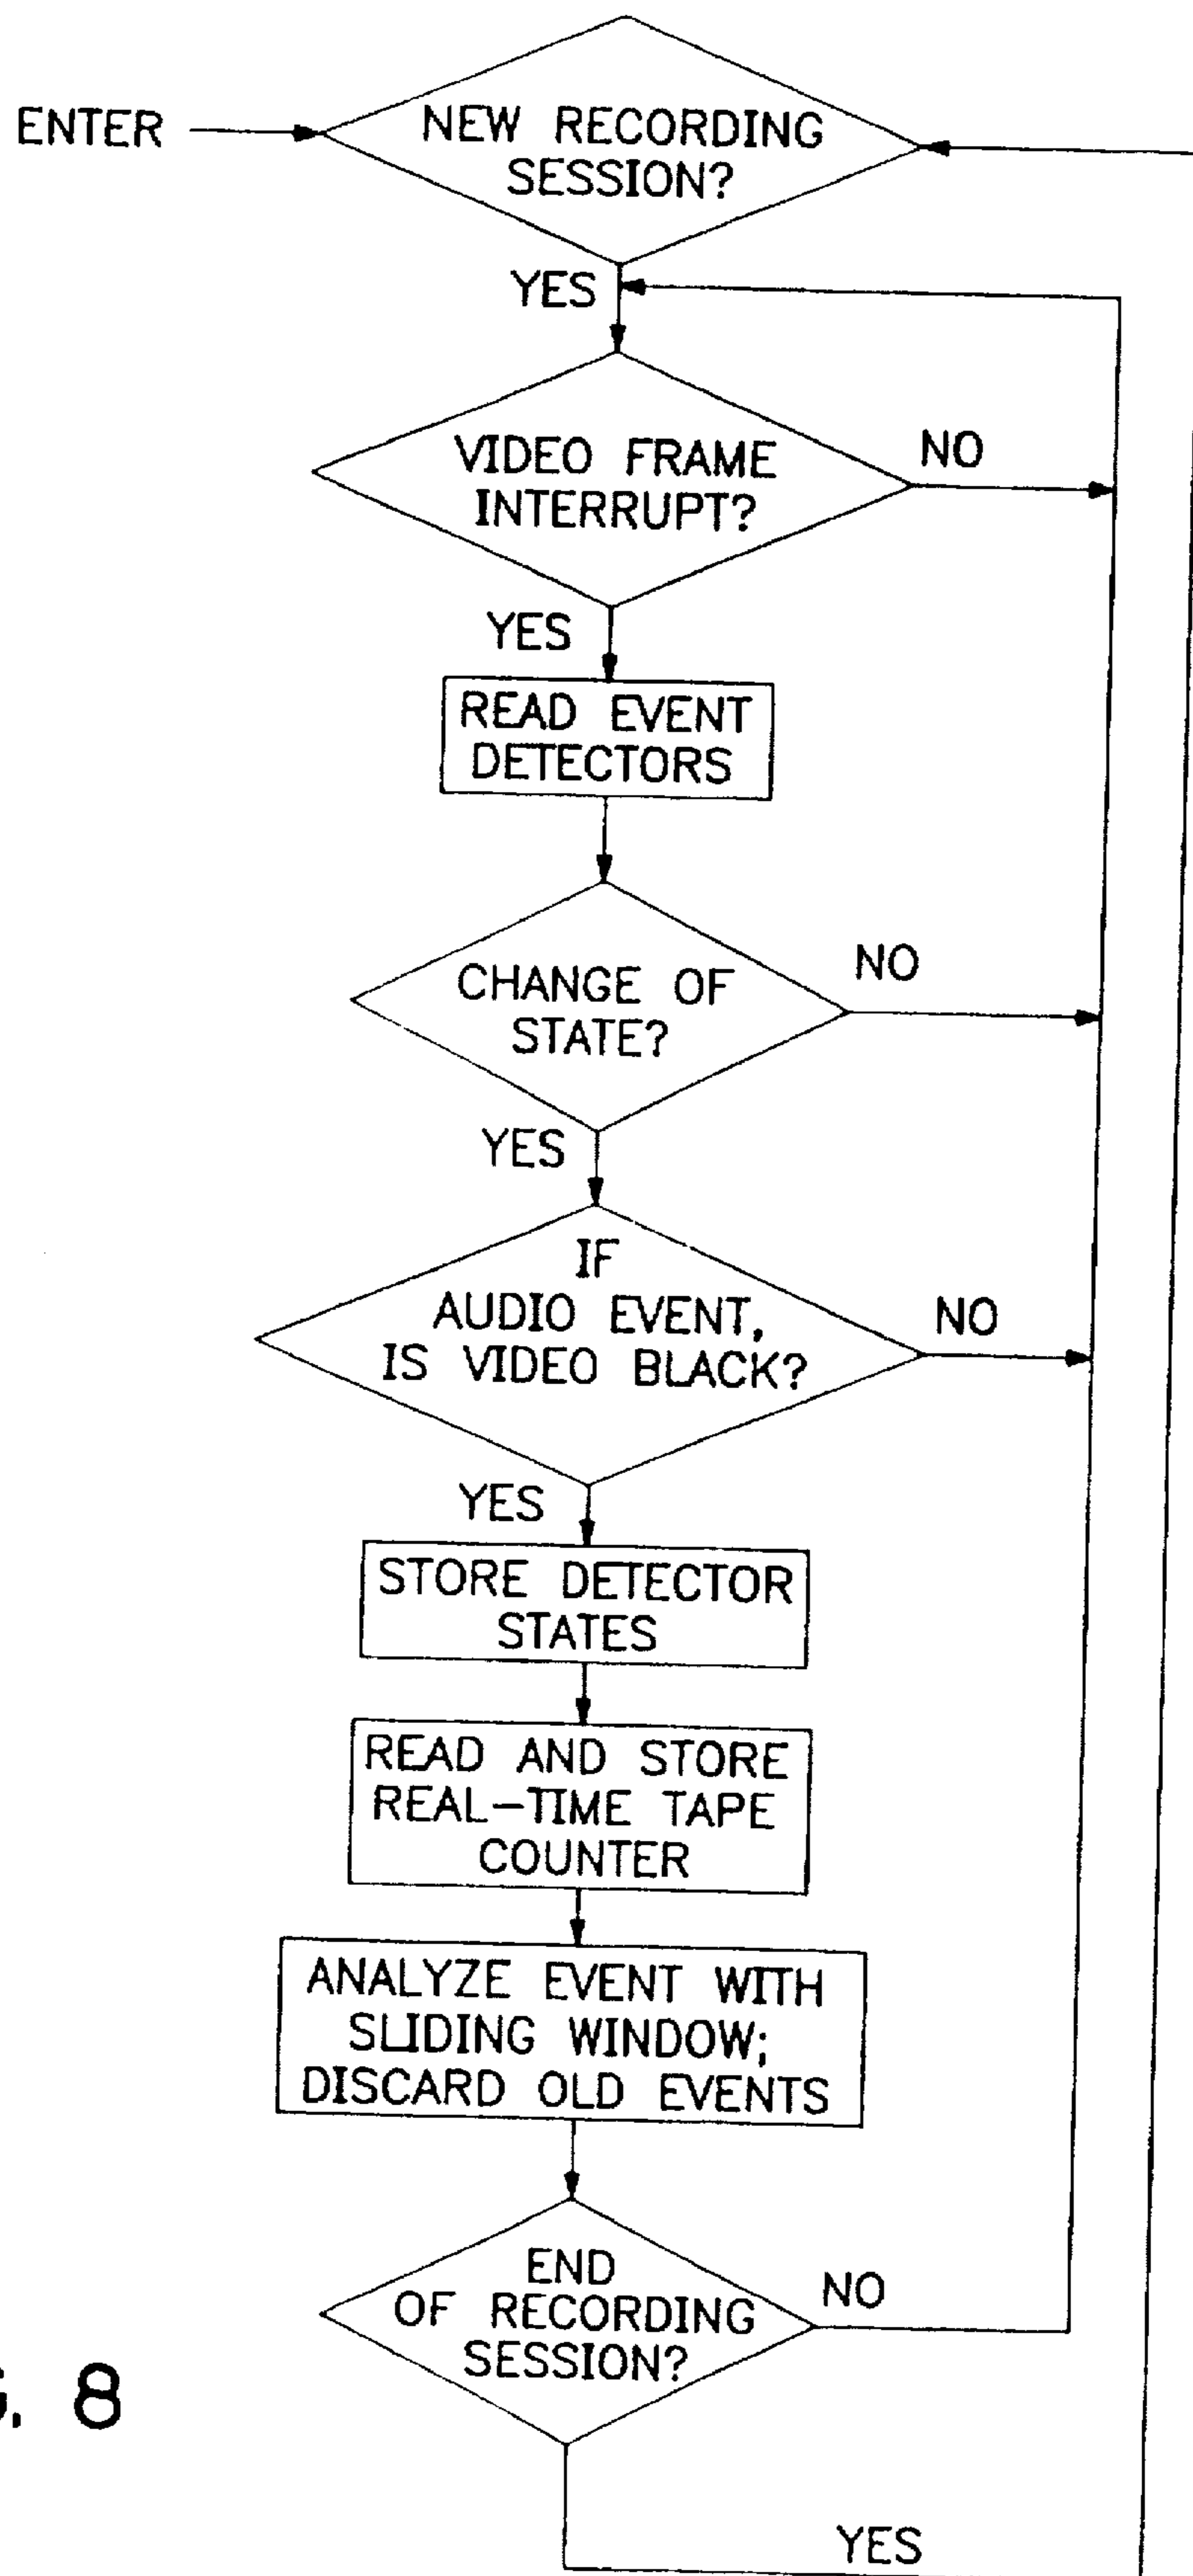 ENTER
NEW RECORDING
SESSION?
YES
VIDEO FRAME
INTERRUPT?
NO
YES
READ EVENT
DETECTORS
CHANGE OF
STATE?
NO
YES
IF
AUDIO EVENT,
IS VIDEO BLACK?
NO
YES
STORE DETECTOR
STATES
READ AND STORE
REAL-TIME TAPE
COUNTER
ANALYZE EVENT WITH
SLIDING WINDOW;
DISCARD OLD EVENTS
END
OF RECORDING
SESSION?
NO
YES
8